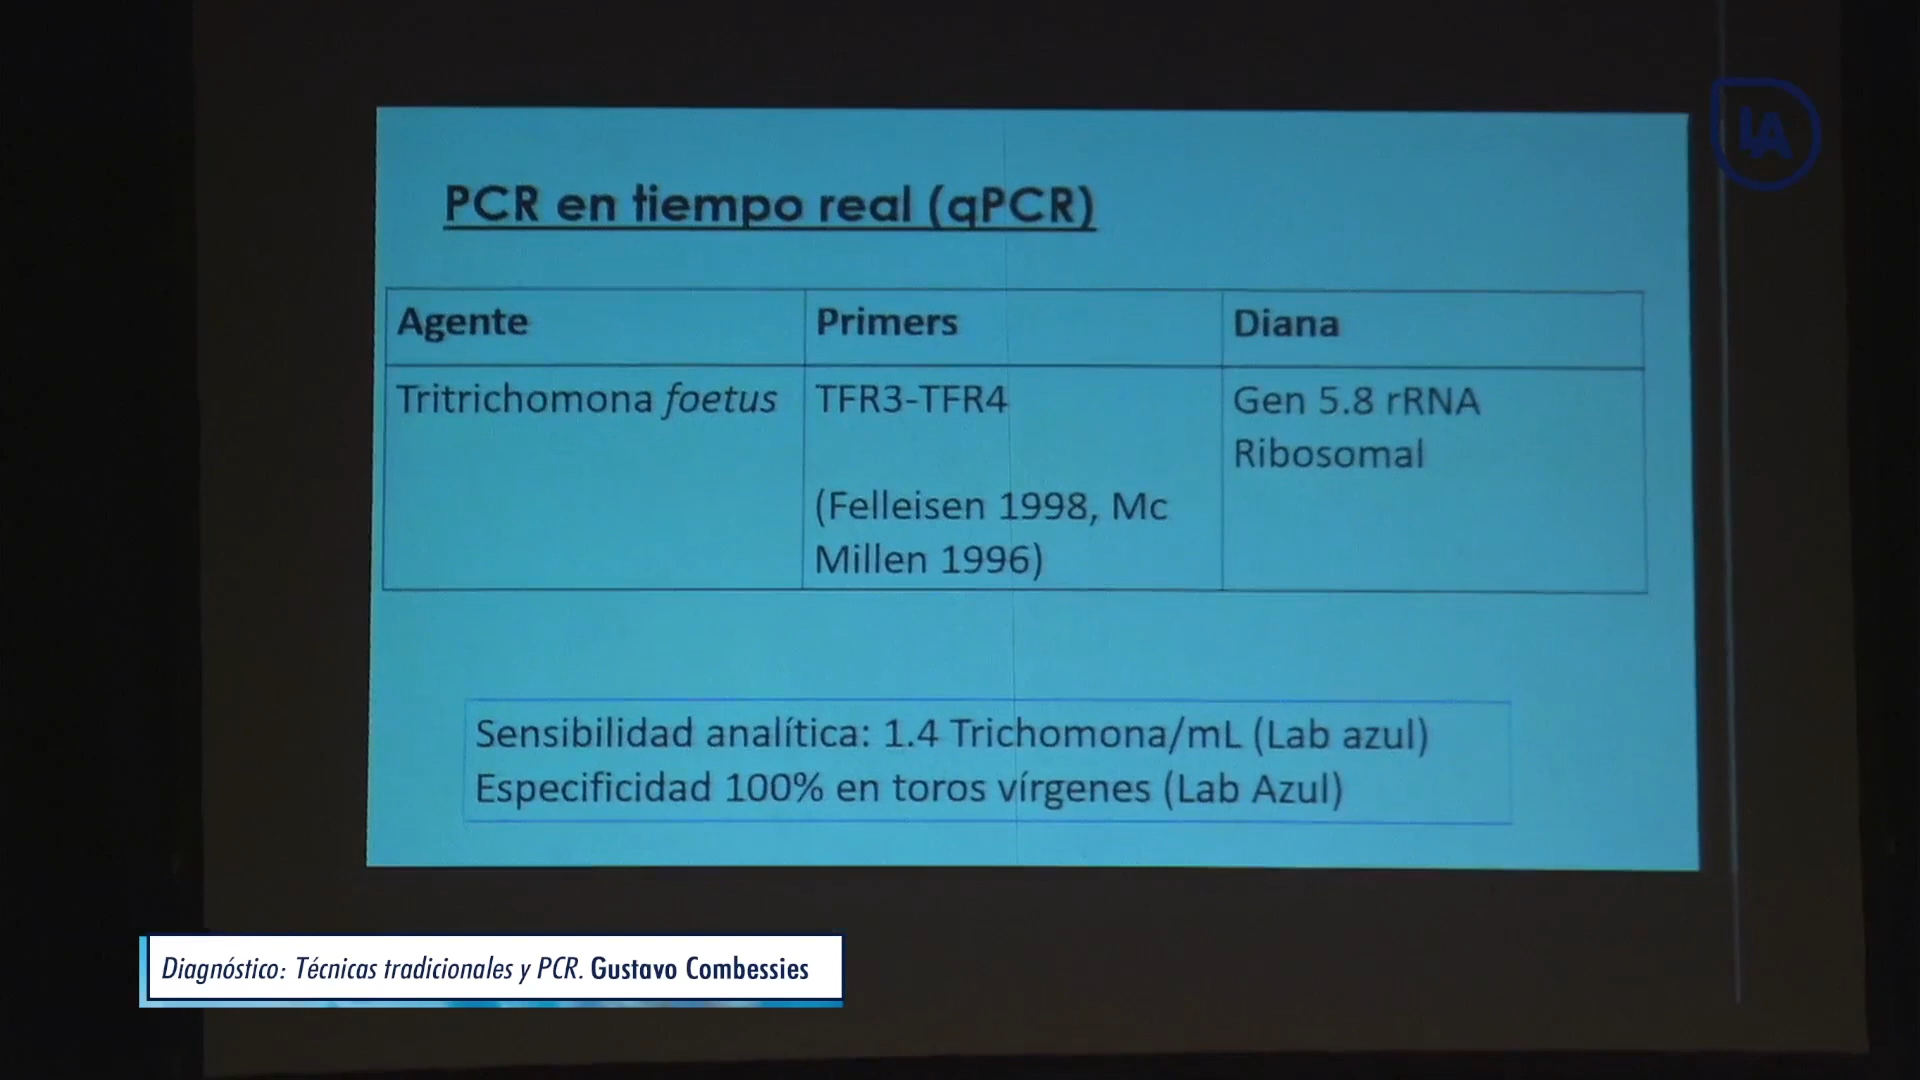 LA
PCR en tiempo real (qPCR)
Agente
Primers
Diana
Tritrichomona foetus
TFR3-TFR4
(Felleisen 1998, Mc
Millen 1996)
Gen 5.8 rRNA
Ribosomal
Sensibilidad analítica: 1.4 Trichomona/mL (Lab azul)
Especificidad 100% en toros vírgenes (Lab Azul)
Diagnóstico: Técnicas tradicionales y PCR. Gustavo Combessies